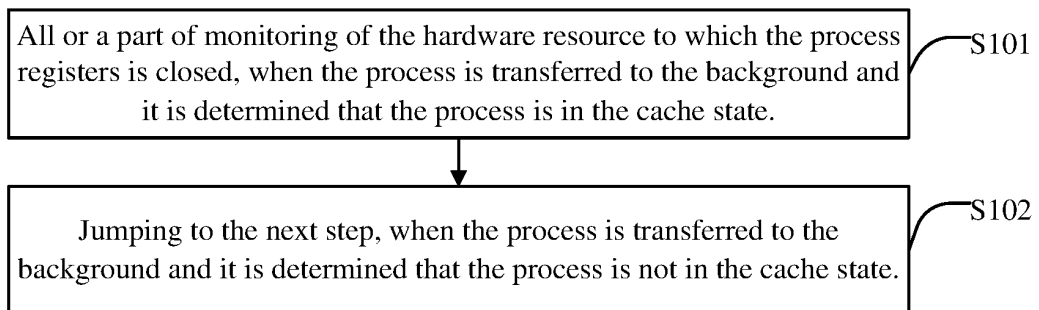 All or a part of monitoring of the hardware resource to which the process
registers is closed, when the process is transferred to the background and
it is determined that the process is in the cache state.
S101
Jumping to the next step, when the process is transferred to the
background and it is determined that the process is not in the cache state.
S102